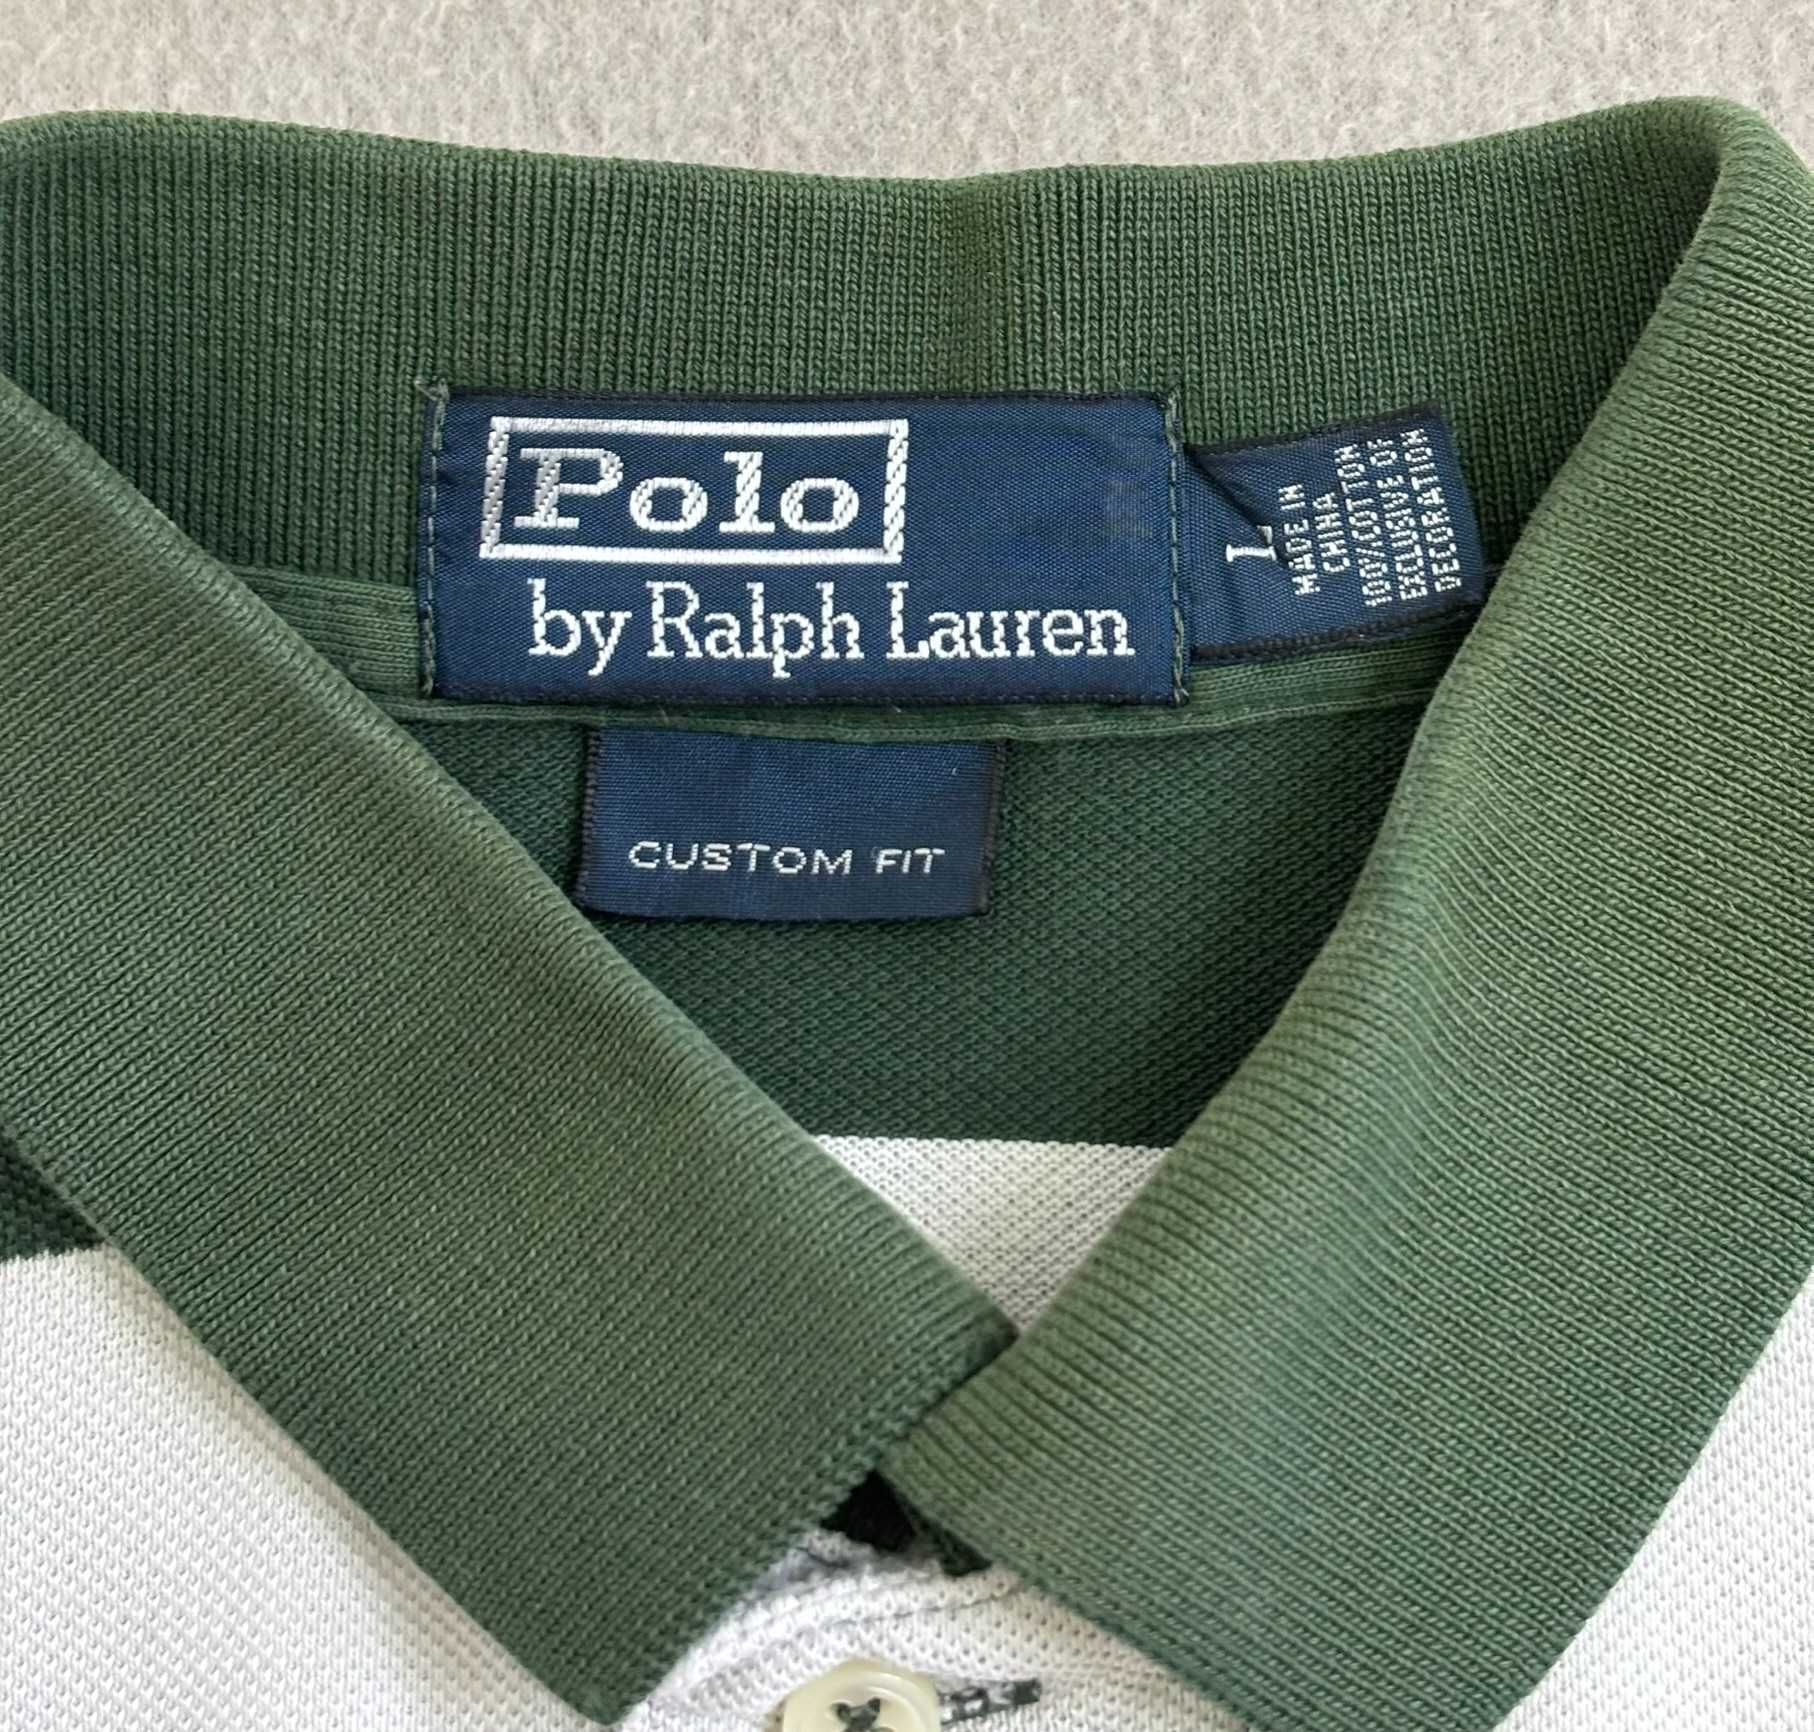 Polo
by Ralph Lauren
L
MADE IN
CHINA
100% COTTON
EXCLUSIVE OF
DECORATION
CUSTOM FIT